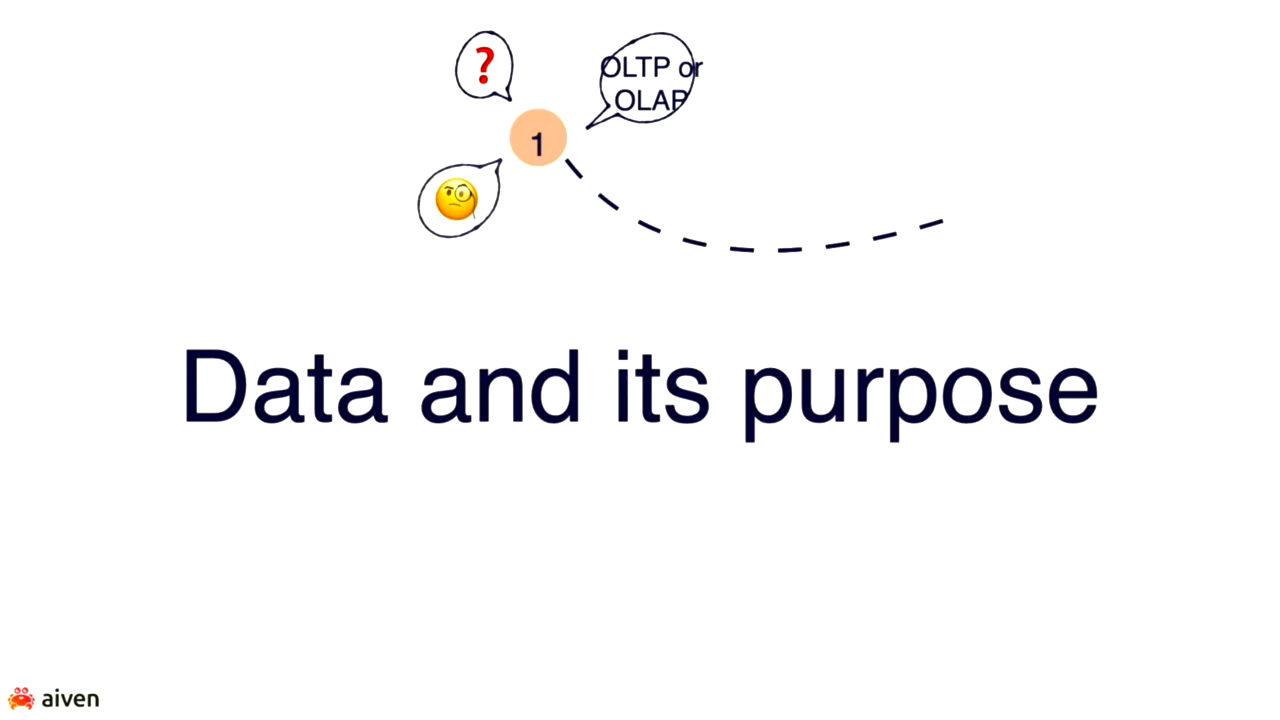 ❓
OLTP or
OLAP
1
Data and its purpose
aiven